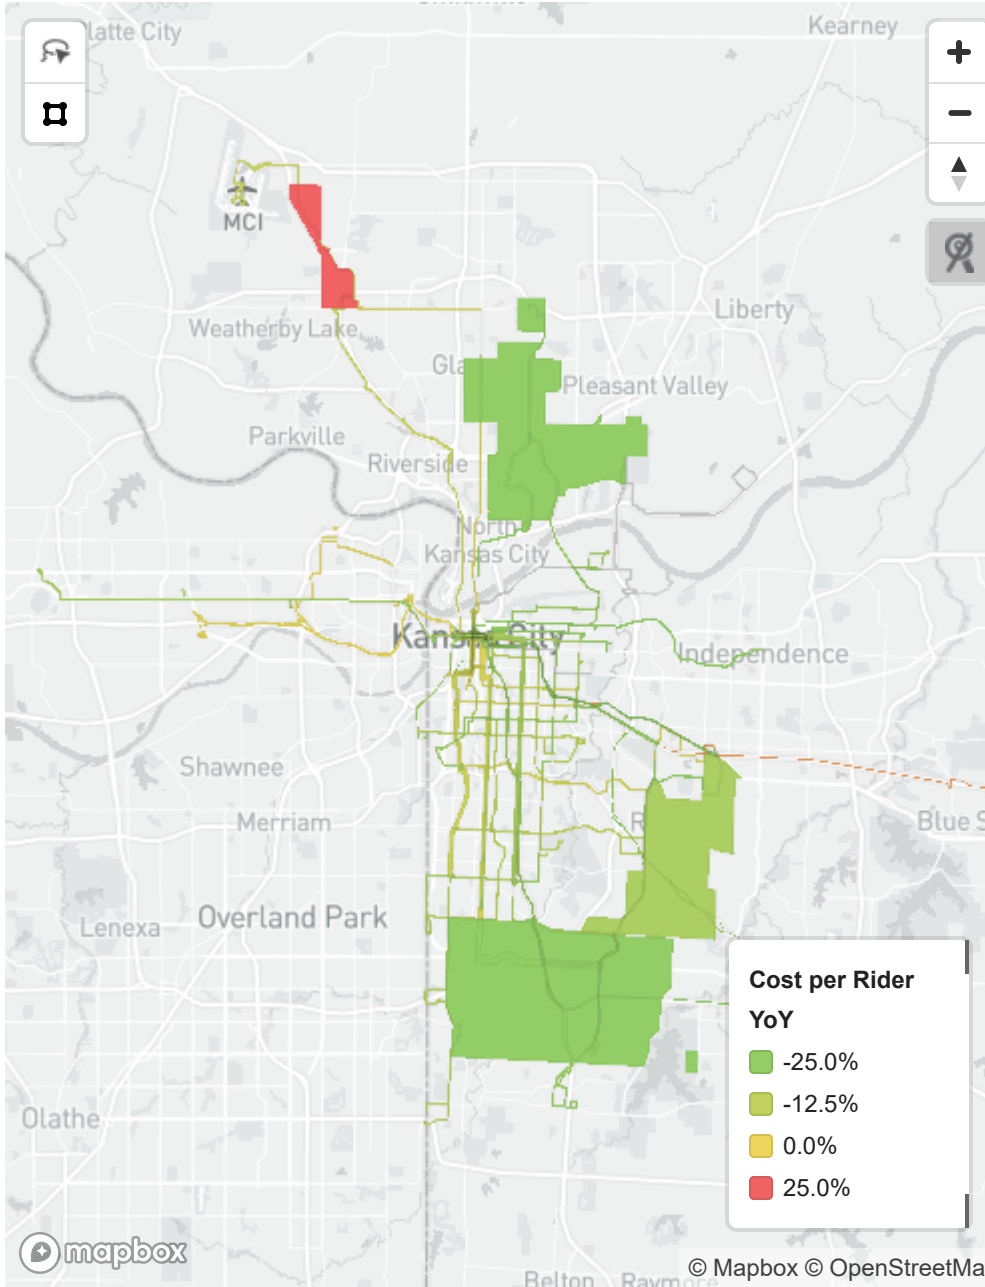 Platte City
Kearney
MCI
Weatherby Lake
Liberty
Pleasant Valley
Parkville
Riverside
North
Kansas City
Kansas City
Independence
Shawnee
Merriam
Blue S
Overland Park
Lenexa
Olathe
Cost per Rider
YoY
-25.0%
-12.5%
0.0%
25.0%
mapbox
© Mapbox © OpenStreetMa
Belton
Raymore